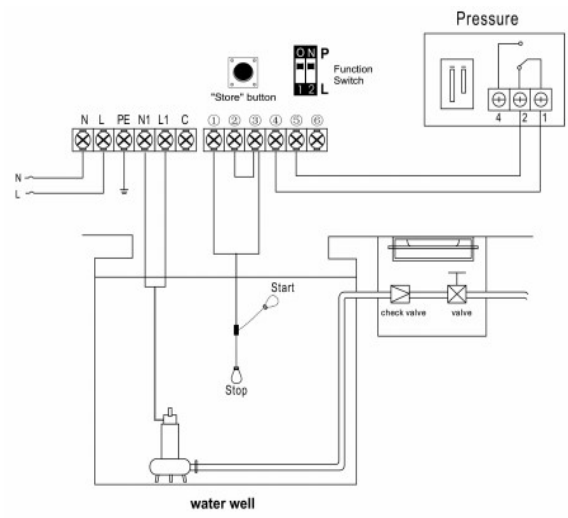 Pressure
ON P
Function
Switch
1 2 L
"Store" button
4 2 1
N L PE N1 L1 C ① ② ③ ④ ⑤ ⑥
N
L
Start
Stop
check valve
valve
water well